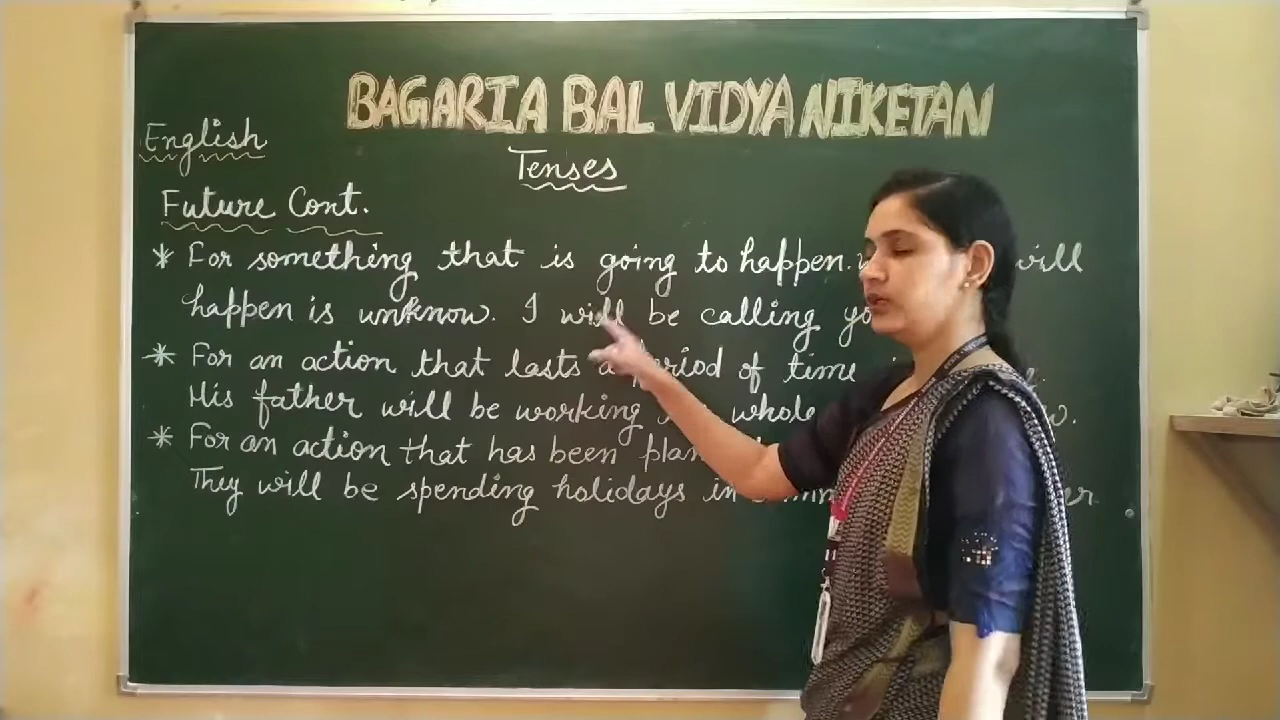 BAGARIA BAL VIDYA NIKETAN
English
Tenses
Future Cont.
* For something that is going to happen. will
happen is unknow. I will be calling
* For an action that lasts a period of time
His father will be working whole
* For an action that has been
They will be spending holidays in